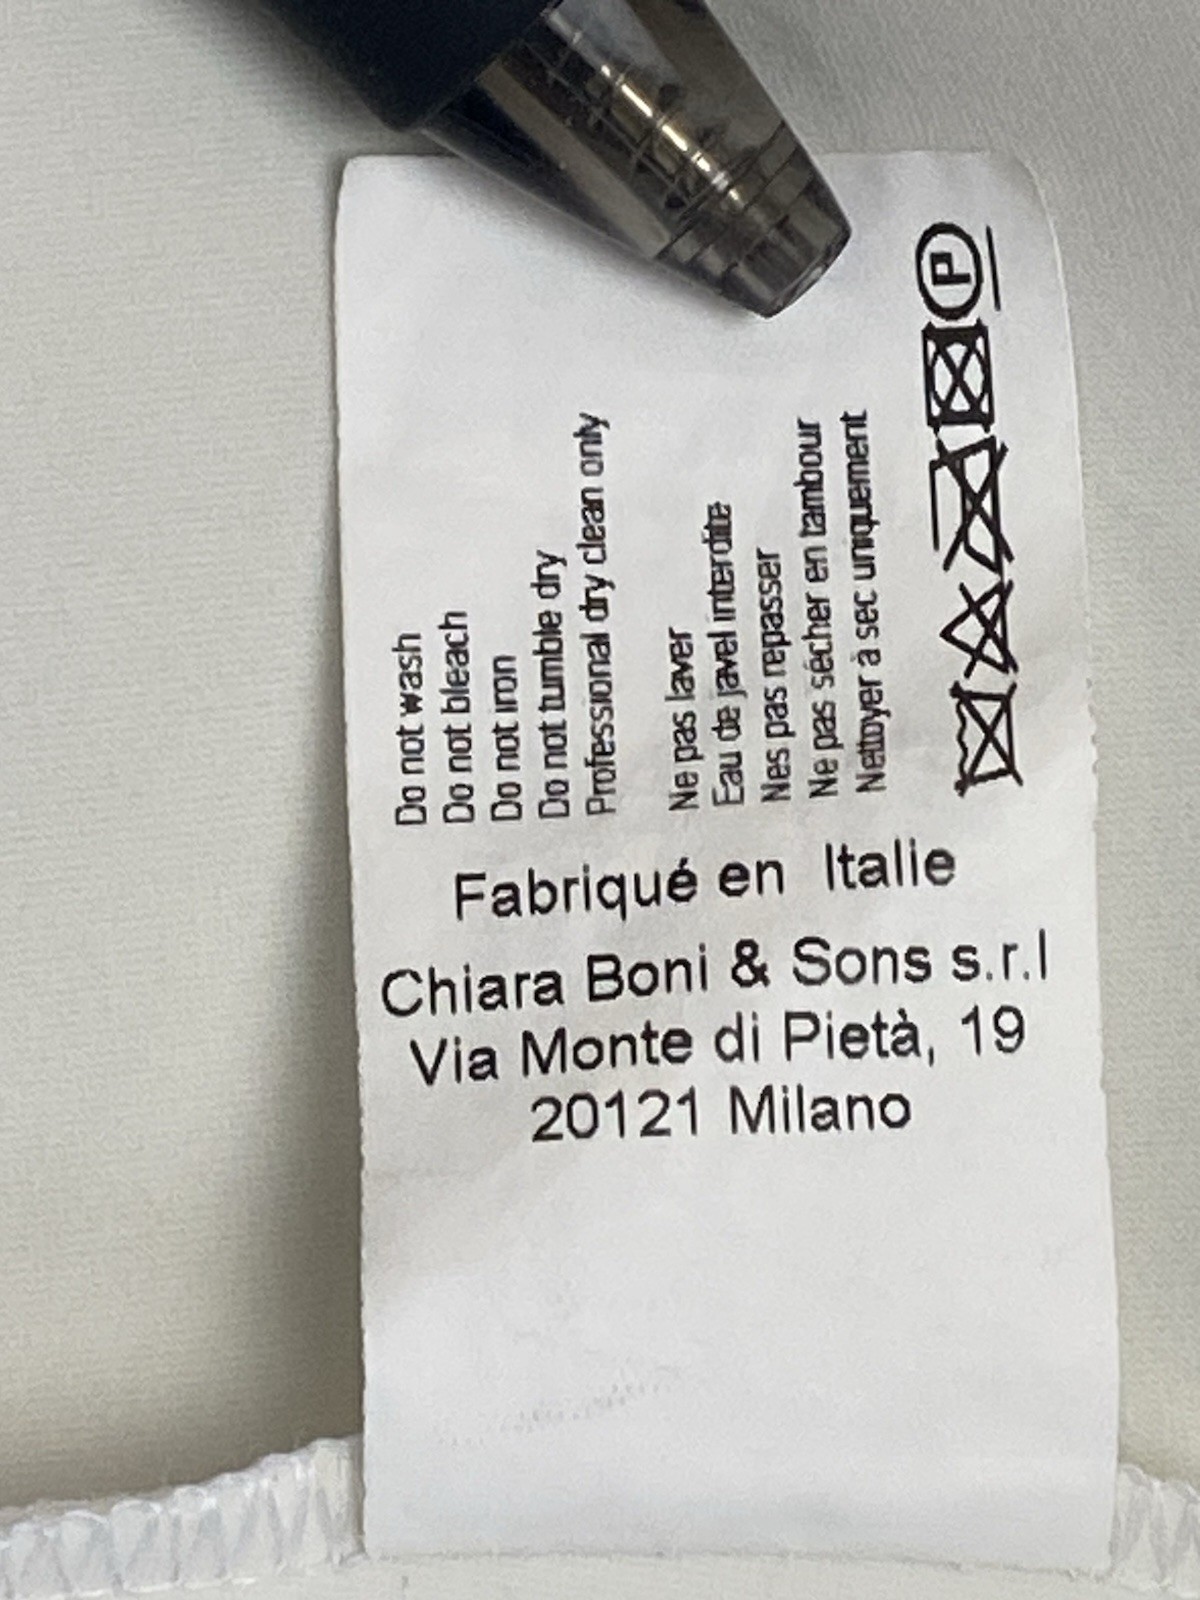 Do not wash
Do not bleach
Do not iron
Do not tumble dry
Professional dry clean only
Ne pas laver
Eau de javel interdite
Nes pas repasser
Ne pas sécher en tambour
Nettoyer à sec uniquement
P
Fabriqué en Italie
Chiara Boni & Sons s.r.l
Via Monte di Pietà, 19
20121 Milano